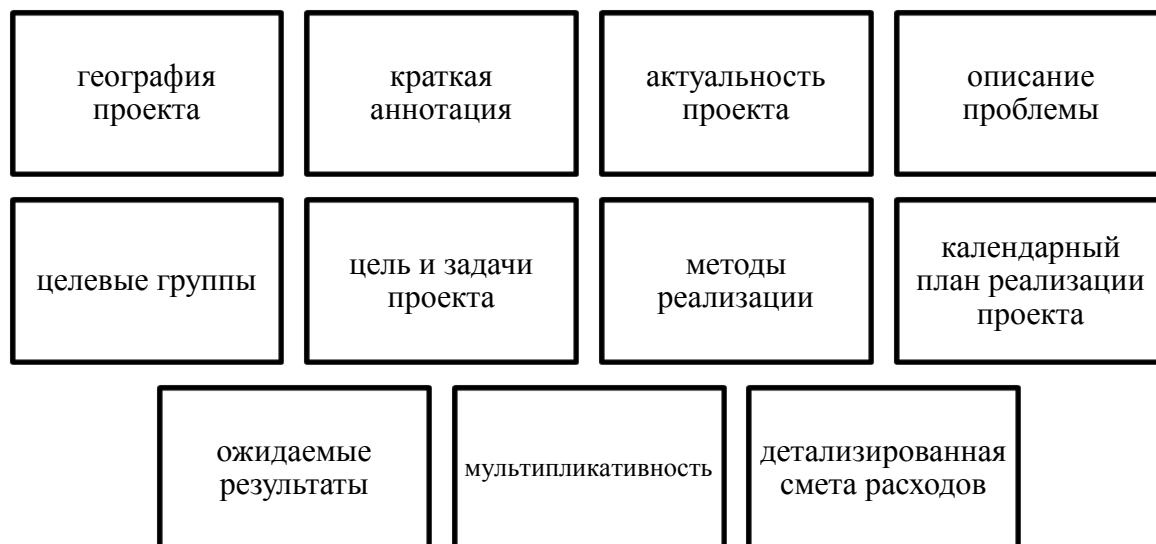 география
проекта
краткая
аннотация
актуальность
проекта
описание
проблемы
целевые группы
цель и задачи
проекта
методы
реализации
календарный
план реализации
проекта
ожидаемые
результаты
мультипликативность
детализированная
смета расходов